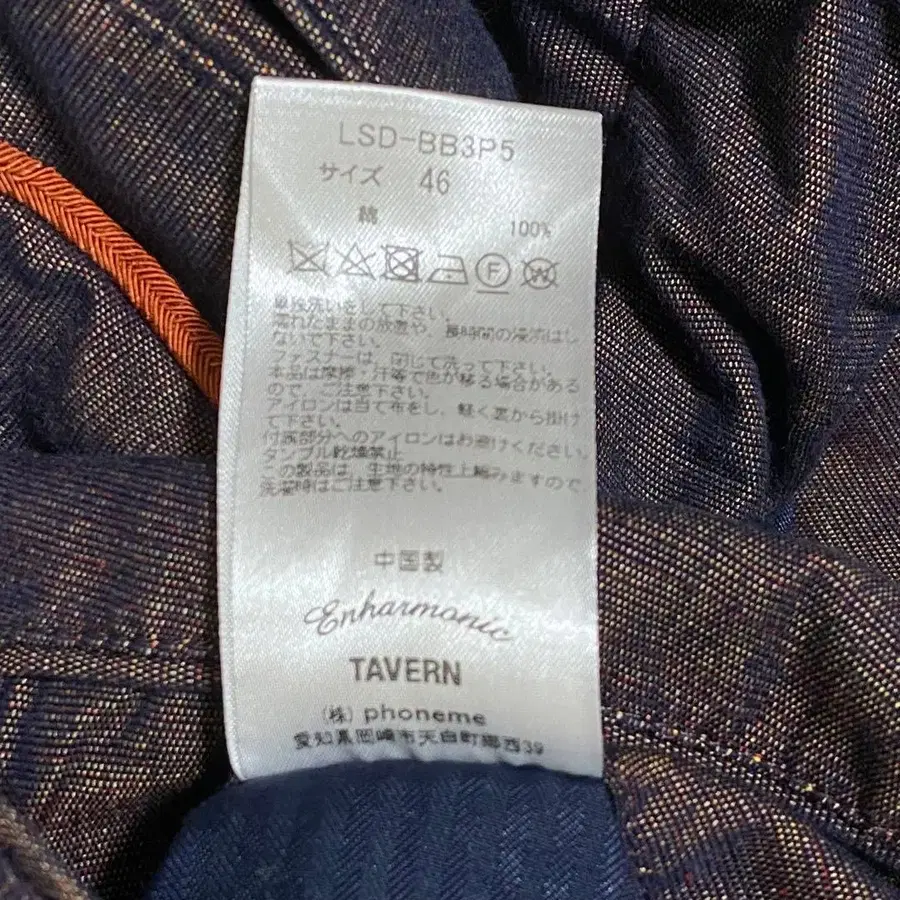 LSD-BB3P5
サイズ 46
綿 100%
F W
単独洗いをして下さい。
濡れたままの放置や、長時間の浸漬はし
ないで下さい。
ファスナーは、閉じて洗って下さい。
本品は摩擦・汗等で色が移る場合がある
ので、ご注意下さい。
アイロンは当て布をし、軽く裏から掛け
て下さい。
付属部分へのアイロンはお避けください。
タンブル乾燥禁止
この製品は、生地の特性上縮みますので、
洗濯時はご注意下さい。
中国製
Enharmonic
TAVERN
(株) phoneme
愛知県岡崎市天白町郷西39